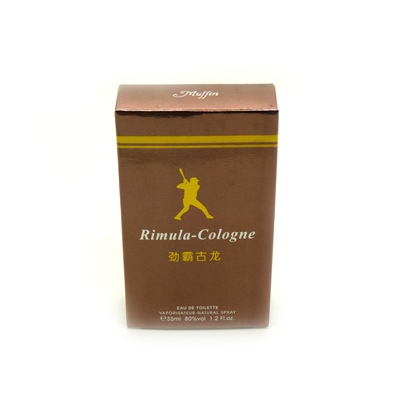 Muffin
Rimula-Cologne
劲霸古龙
EAU DE TOILETTE
VAPORISATEUR NATURAL SPRAY
℮35ml 80%vol 1.2 Fl.oz.